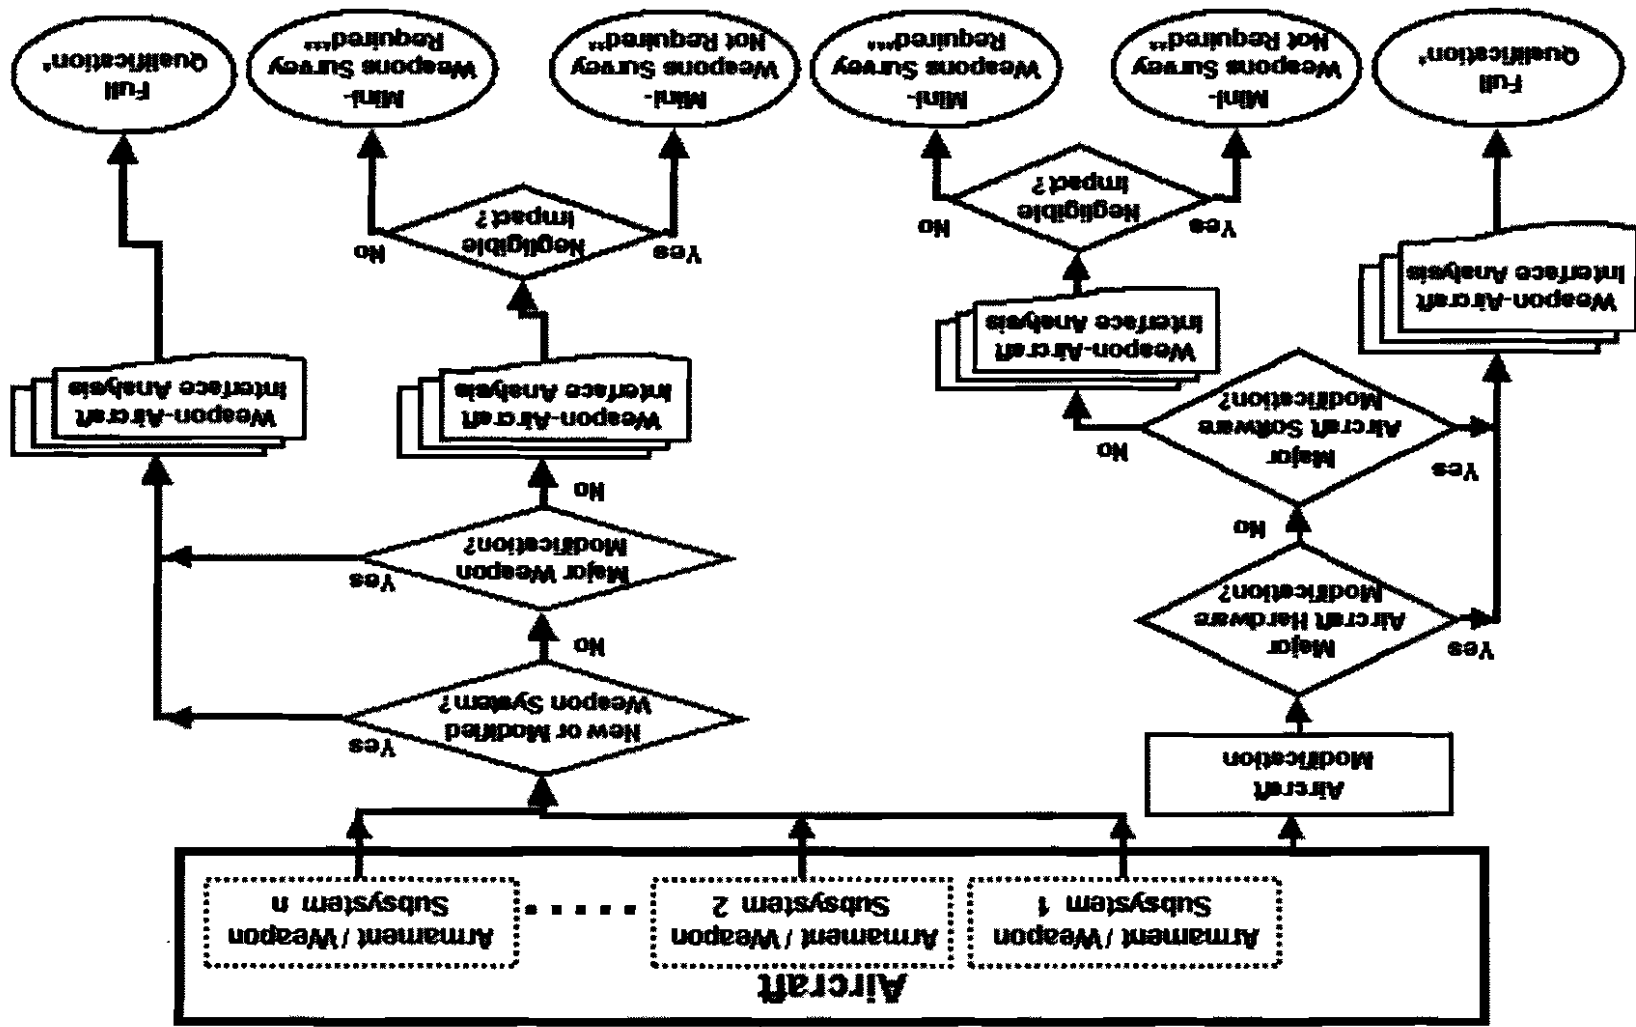 Aircraft
Armament / Weapon
Subsystem 1
Armament / Weapon
Subsystem 2
Armament / Weapon
Subsystem n
Aircraft
Modification
New or Modified
Weapon System?
Yes
No
Major
Aircraft Hardware
Modification?
Yes
No
Major Weapon
Modification?
Yes
No
Major
Aircraft Software
Modification?
Yes
No
Weapon-Aircraft
Interface Analysis
Weapon-Aircraft
Interface Analysis
Weapon-Aircraft
Interface Analysis
Weapon-Aircraft
Interface Analysis
Negligible
Impact?
Yes
No
Negligible
Impact?
Yes
No
Full
Qualification*
Mini-
Weapons Survey
Not Required**
Mini-
Weapons Survey
Required***
Mini-
Weapons Survey
Not Required**
Mini-
Weapons Survey
Required***
Full
Qualification*